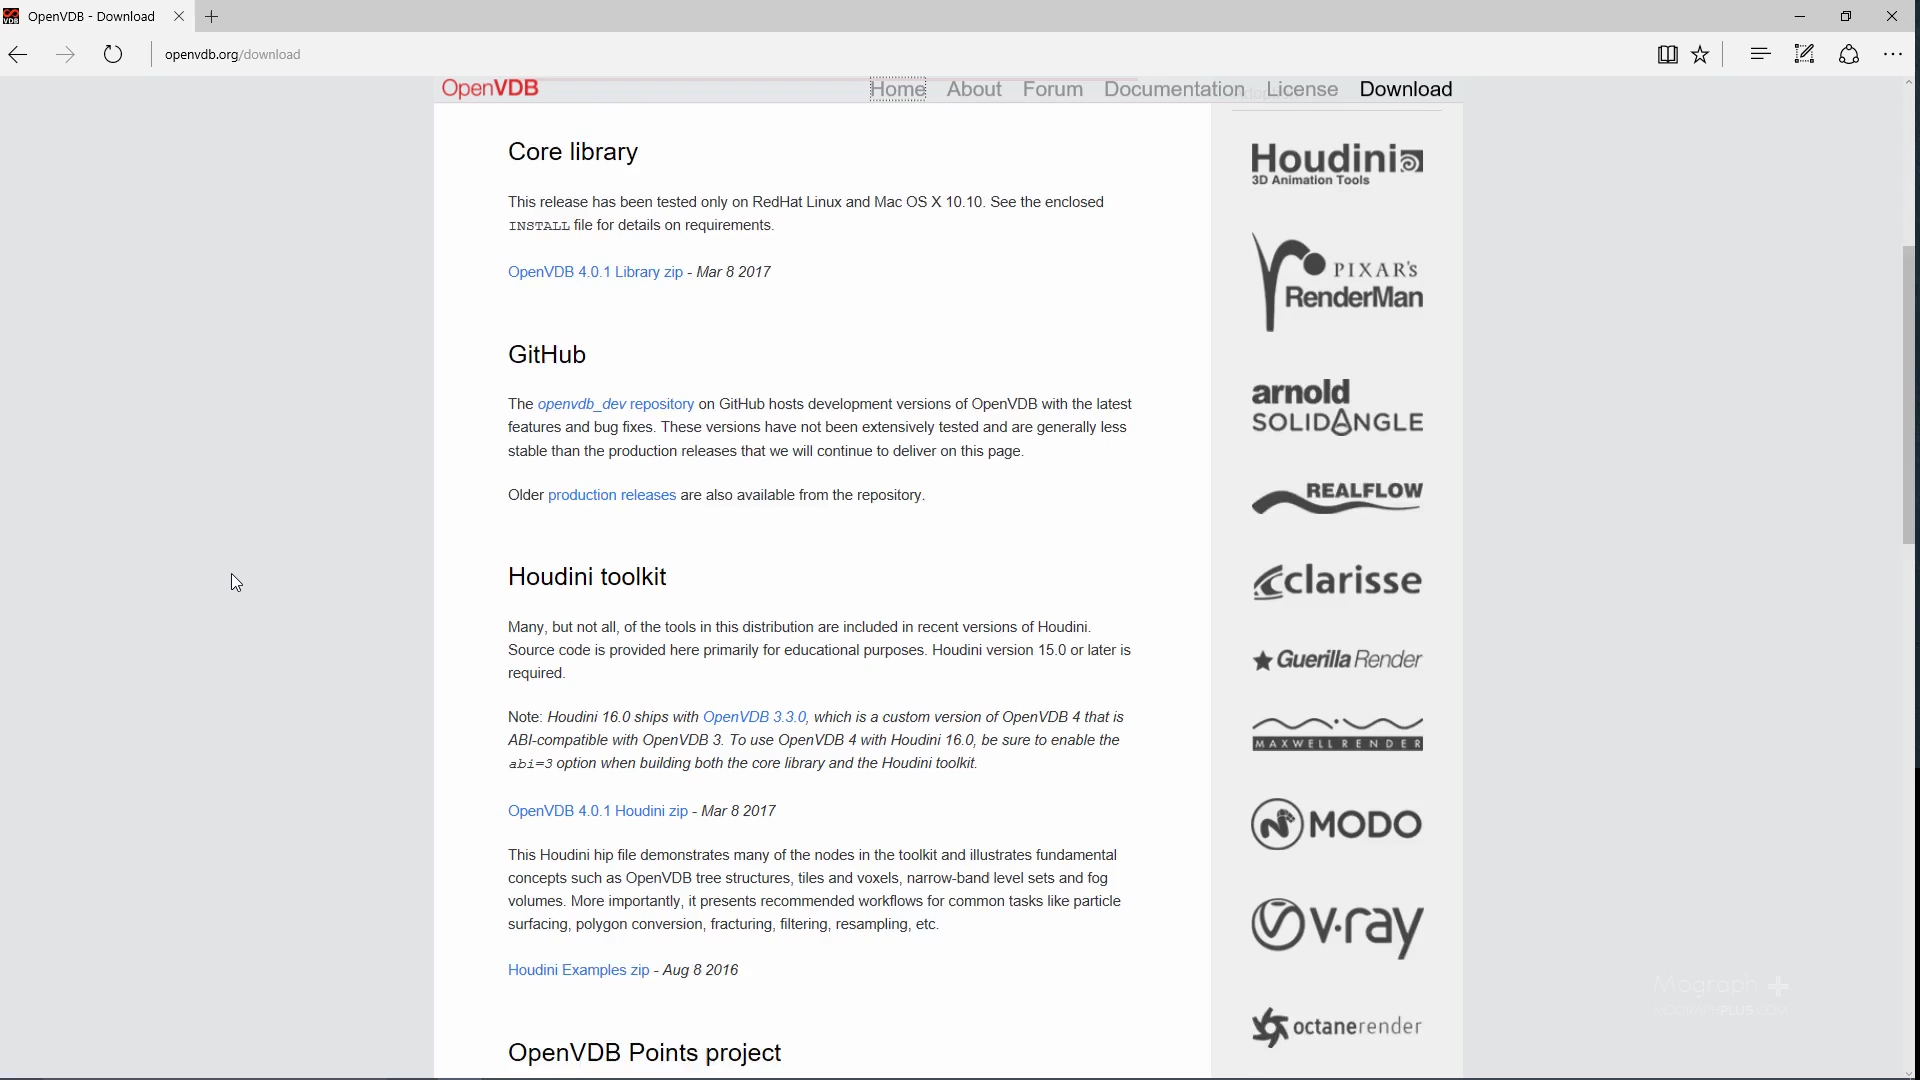 OpenVDB - Download
openvdb.org/download
OpenVDB
Home About Forum Documentation License Download
Core library
This release has been tested only on RedHat Linux and Mac OS X 10.10. See the enclosed
INSTALL file for details on requirements.
OpenVDB 4.0.1 Library zip - Mar 8 2017
GitHub
The openvdb_dev repository on GitHub hosts development versions of OpenVDB with the latest
features and bug fixes. These versions have not been extensively tested and are generally less
stable than the production releases that we will continue to deliver on this page.
Older production releases are also available from the repository.
Houdini toolkit
Many, but not all, of the tools in this distribution are included in recent versions of Houdini.
Source code is provided here primarily for educational purposes. Houdini version 15.0 or later is
required.
Note: Houdini 16.0 ships with OpenVDB 3.3.0, which is a custom version of OpenVDB 4 that is
ABI-compatible with OpenVDB 3. To use OpenVDB 4 with Houdini 16.0, be sure to enable the
abi=3 option when building both the core library and the Houdini toolkit.
OpenVDB 4.0.1 Houdini zip - Mar 8 2017
This Houdini hip file demonstrates many of the nodes in the toolkit and illustrates fundamental
concepts such as OpenVDB tree structures, tiles and voxels, narrow-band level sets and fog
volumes. More importantly, it presents recommended workflows for common tasks like particle
surfacing, polygon conversion, fracturing, filtering, resampling, etc.
Houdini Examples zip - Aug 8 2016
OpenVDB Points project
Houdini
3D Animation Tools
PIXAR'S
RenderMan
arnold
SOLIDANGLE
REALFLOW
clarisse
Guerilla Render
MAXWELL RENDER
MODO
v·ray
octanerender
Mograph +
MOGRAPHPLUS.COM